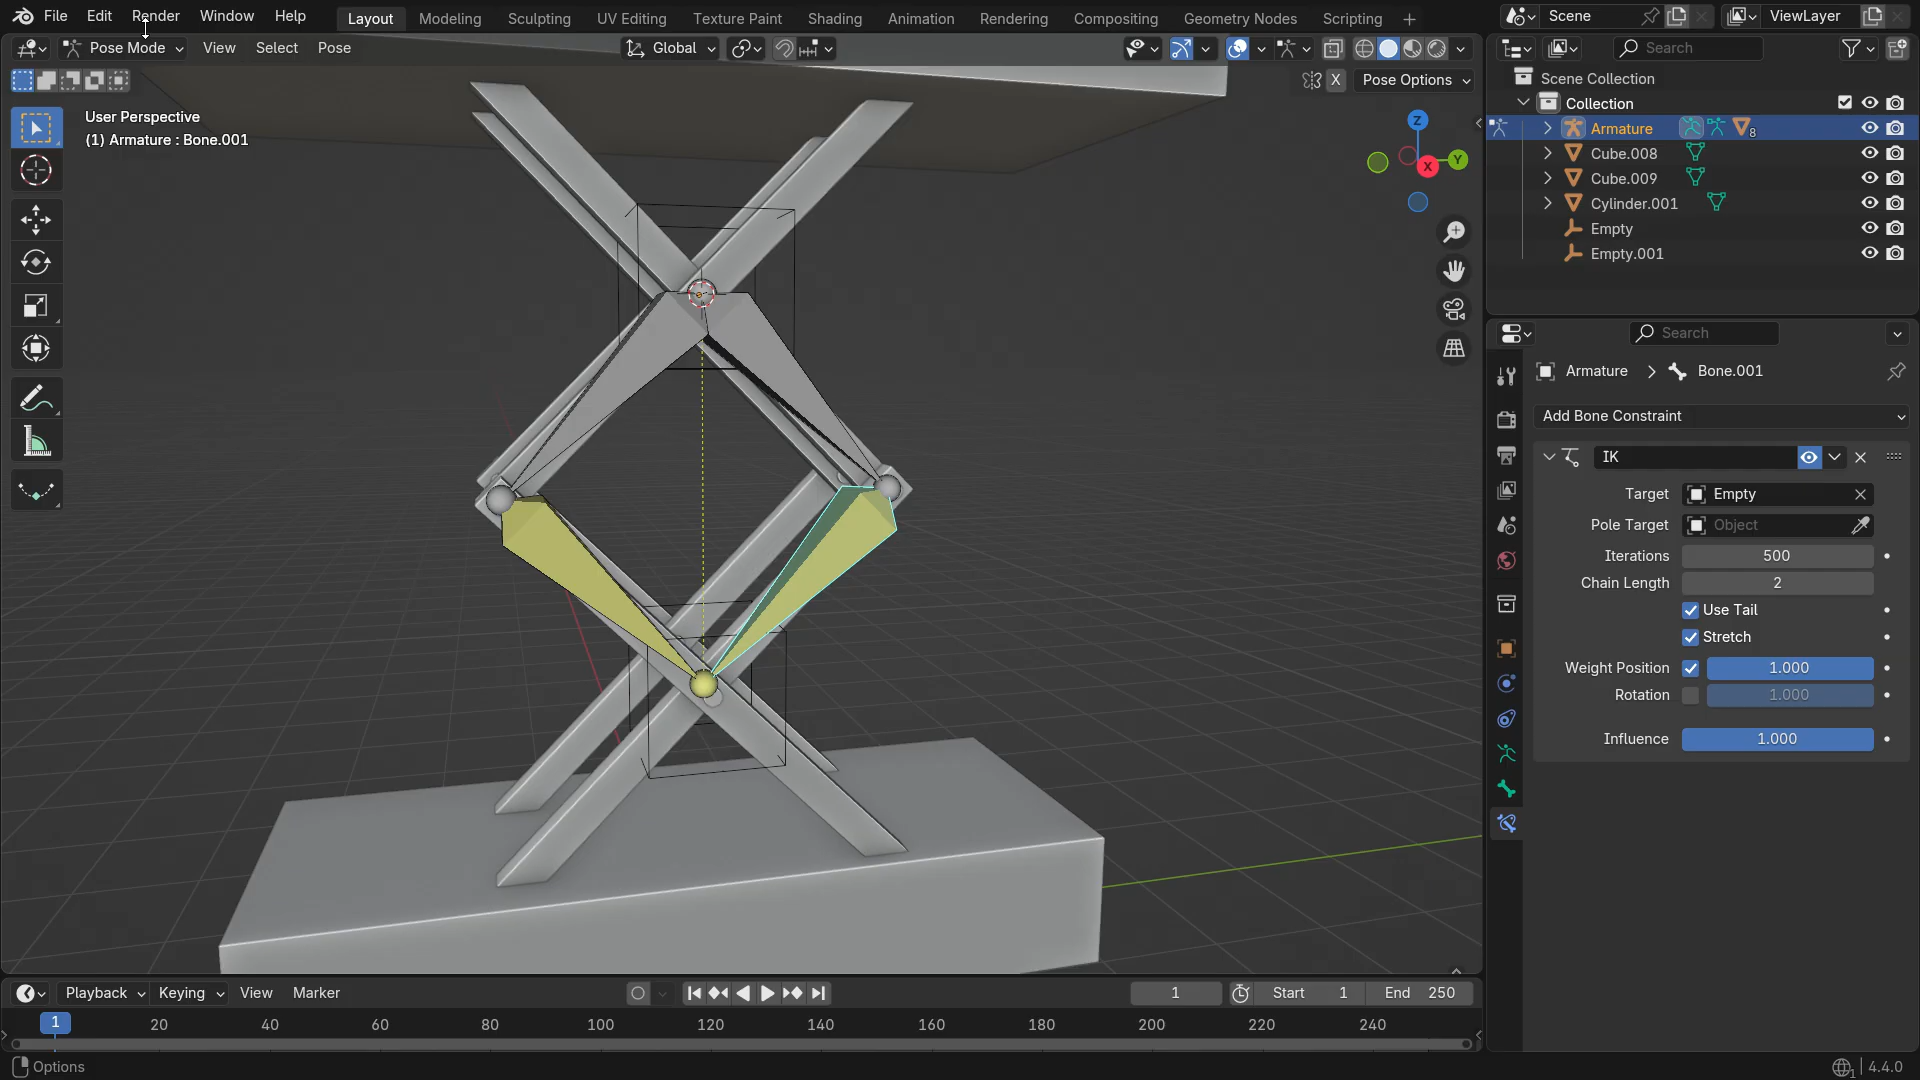 File Edit Render Window Help Layout Modeling Sculpting UV Editing Texture Paint Shading Animation Rendering Compositing Geometry Nodes Scripting + Scene ViewLayer
Pose Mode View Select Pose Global Search
X Pose Options
User Perspective
(1) Armature : Bone.001
Z
Y
X
Scene Collection
Collection
Armature 8
Cube.008
Cube.009
Cylinder.001
Empty
Empty.001
Search
Armature > Bone.001
Add Bone Constraint
IK
Target Empty
Pole Target Object
Iterations 500
Chain Length 2
Use Tail
Stretch
Weight Position 1.000
Rotation 1.000
Influence 1.000
Playback Keying View Marker 1 Start 1 End 250
1 20 40 60 80 100 120 140 160 180 200 220 240
Options 1 4.4.0